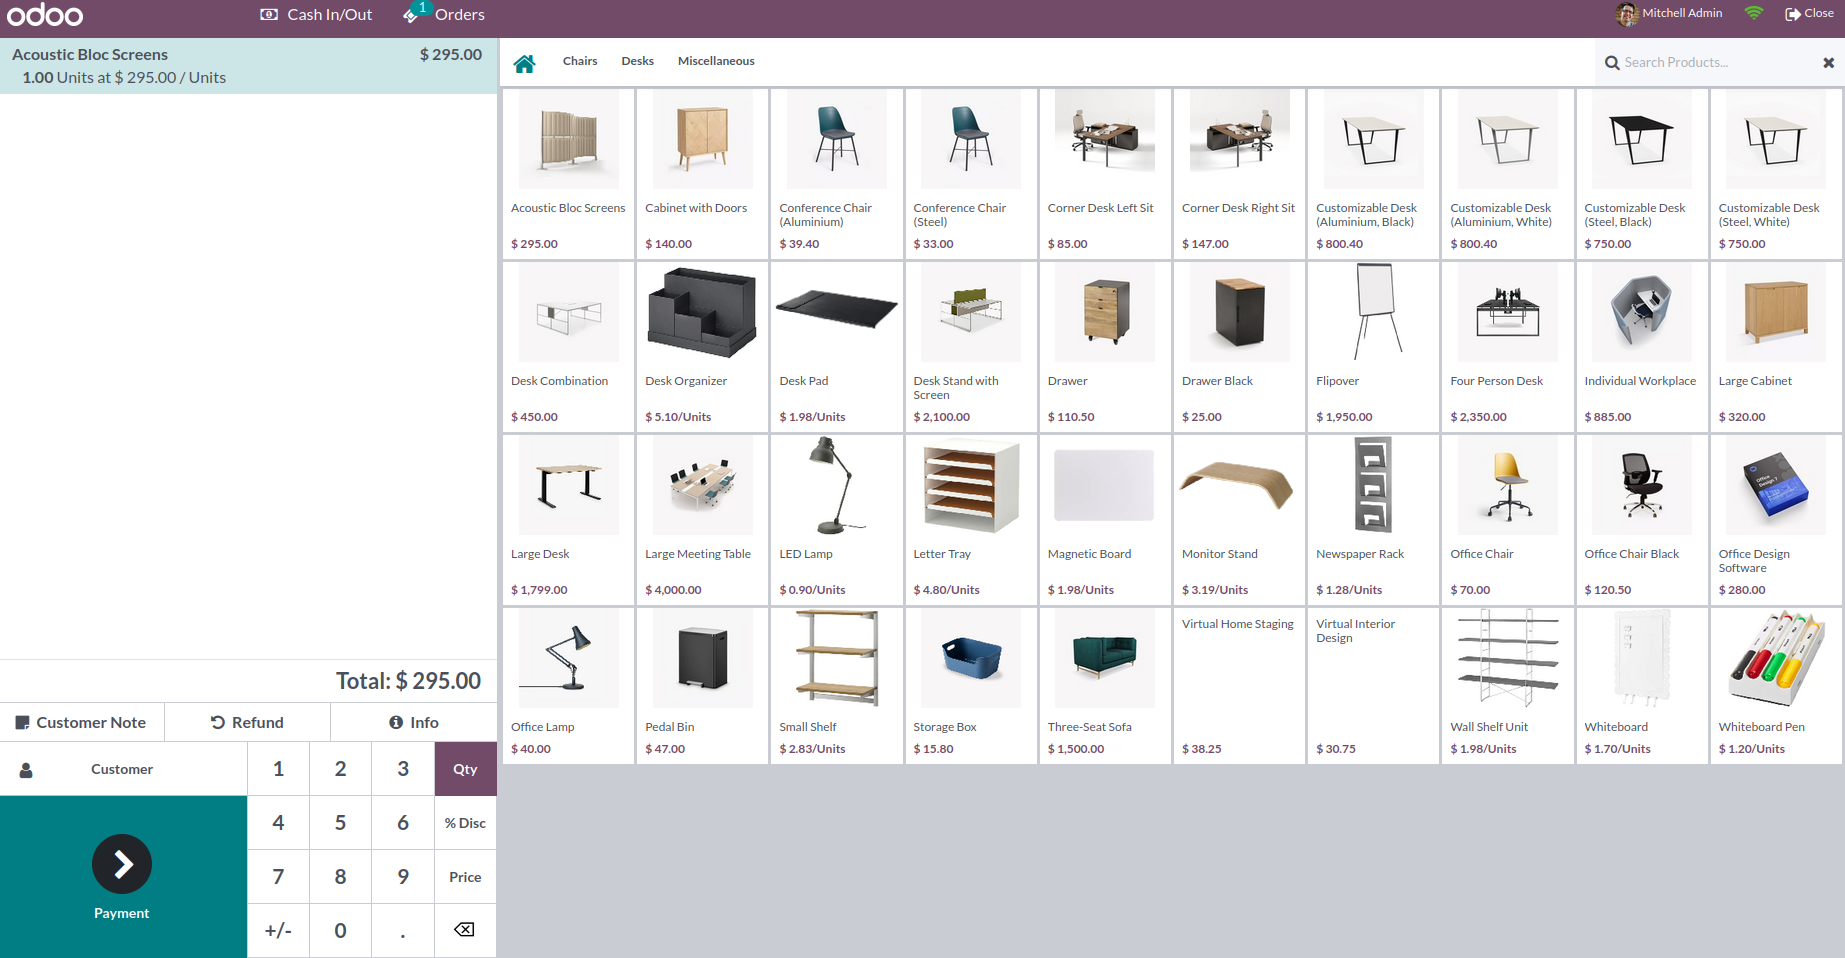 odoo
Cash In/Out
1
Orders
Mitchell Admin
Close
Acoustic Bloc Screens
$ 295.00
1.00 Units at $ 295.00 / Units
Total: $ 295.00
Customer Note
Refund
Info
Customer
1
2
3
Qty
4
5
6
% Disc
7
8
9
Price
+/-
0
.
Payment
Chairs
Desks
Miscellaneous
Search Products...
Acoustic Bloc Screens
$ 295.00
Cabinet with Doors
$ 140.00
Conference Chair
(Aluminium)
$ 39.40
Conference Chair
(Steel)
$ 33.00
Corner Desk Left Sit
$ 85.00
Corner Desk Right Sit
$ 147.00
Customizable Desk
(Aluminium, Black)
$ 800.40
Customizable Desk
(Aluminium, White)
$ 800.40
Customizable Desk
(Steel, Black)
$ 750.00
Customizable Desk
(Steel, White)
$ 750.00
Desk Combination
$ 450.00
Desk Organizer
$ 5.10/Units
Desk Pad
$ 1.98/Units
Desk Stand with
Screen
$ 2,100.00
Drawer
$ 110.50
Drawer Black
$ 25.00
Flipover
$ 1,950.00
Four Person Desk
$ 2,350.00
Individual Workplace
$ 885.00
Large Cabinet
$ 320.00
Large Desk
$ 1,799.00
Large Meeting Table
$ 4,000.00
LED Lamp
$ 0.90/Units
Letter Tray
$ 4.80/Units
Magnetic Board
$ 1.98/Units
Monitor Stand
$ 3.19/Units
Newspaper Rack
$ 1.28/Units
Office Chair
$ 70.00
Office Chair Black
$ 120.50
Office
Design 7
Office Design
Software
$ 280.00
Office Lamp
$ 40.00
Pedal Bin
$ 47.00
Small Shelf
$ 2.83/Units
Storage Box
$ 15.80
Three-Seat Sofa
$ 1,500.00
Virtual Home Staging
$ 38.25
Virtual Interior
Design
$ 30.75
Wall Shelf Unit
$ 1.98/Units
Whiteboard
$ 1.70/Units
Whiteboard Pen
$ 1.20/Units